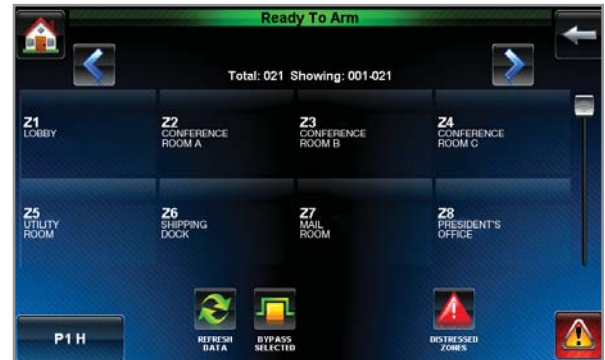 Ready To Arm
Total: 021 Showing: 001-021
Z1
LOBBY
Z2
CONFERENCE
ROOM A
Z3
CONFERENCE
ROOM B
Z4
CONFERENCE
ROOM C
Z5
UTILITY
ROOM
Z6
SHIPPING
DOCK
Z7
MAIL
ROOM
Z8
PRESIDENT'S
OFFICE
P1 H
REFRESH
DATA
BYPASS
SELECTED
DISTRESSED
ZONES